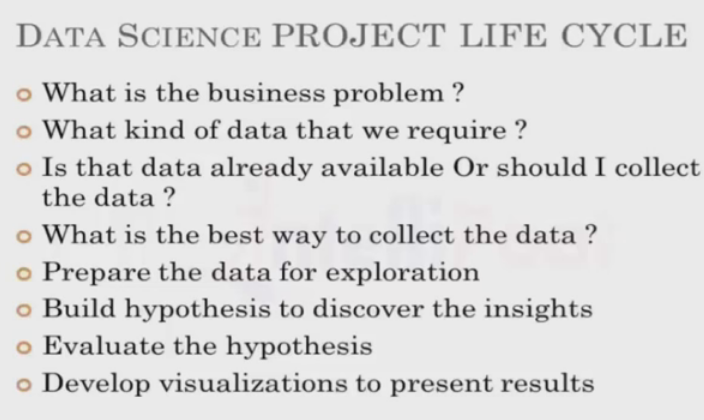 DATA SCIENCE PROJECT LIFE CYCLE
What is the business problem ?
What kind of data that we require ?
Is that data already available Or should I collect
the data ?
What is the best way to collect the data ?
Prepare the data for exploration
Build hypothesis to discover the insights
Evaluate the hypothesis
Develop visualizations to present results